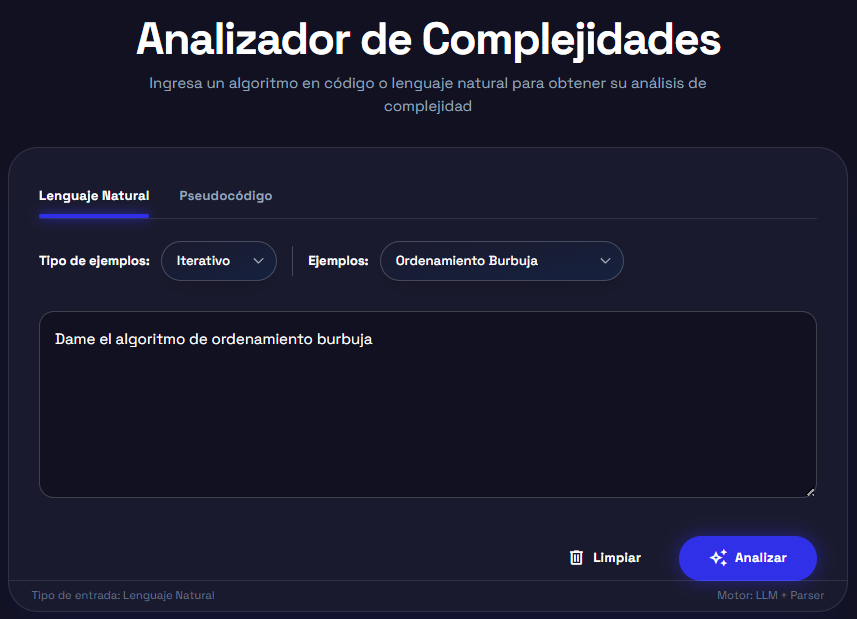 Analizador de Complejidades
Ingresa un algoritmo en código o lenguaje natural para obtener su análisis de
complejidad
Lenguaje Natural Pseudocódigo
Tipo de ejemplos: Iterativo Ejemplos: Ordenamiento Burbuja
Dame el algoritmo de ordenamiento burbuja
Limpiar Analizar
Tipo de entrada: Lenguaje Natural Motor: LLM + Parser